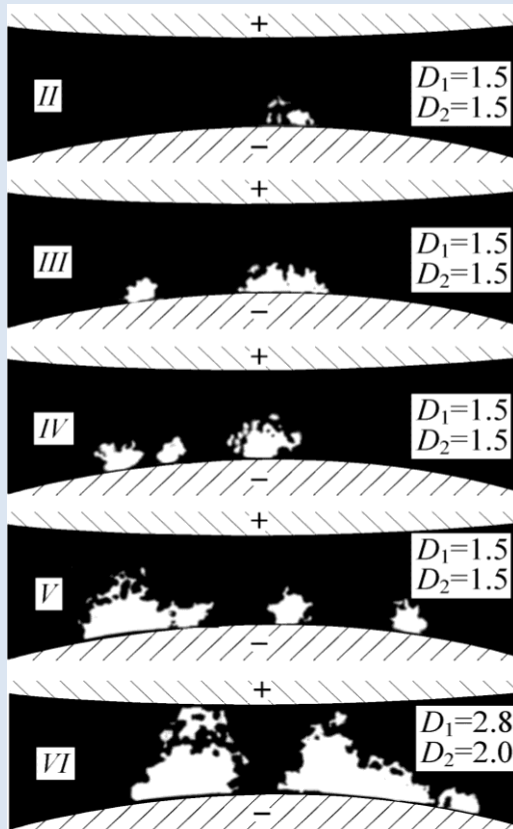 +
II
D₁=1.5
D₂=1.5
−
+
III
D₁=1.5
D₂=1.5
−
+
IV
D₁=1.5
D₂=1.5
−
+
V
D₁=1.5
D₂=1.5
−
+
VI
D₁=2.8
D₂=2.0
−